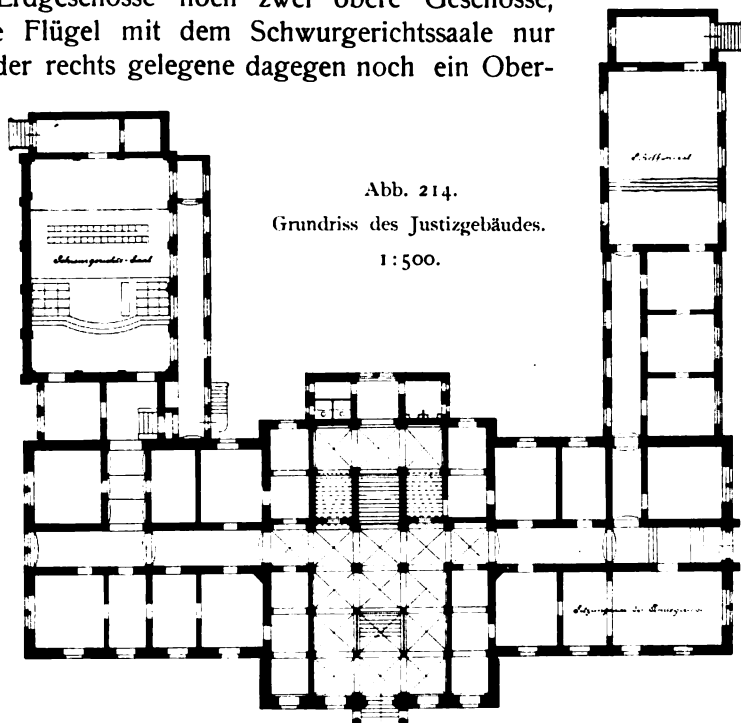 Erdgeschosse noch zwei obere Geschosse,
e Flügel mit dem Schwurgerichtssaale nur
der rechts gelegene dagegen noch ein Ober-
Abb. 214.
Grundriss des Justizgebäudes.
1:500.
Schwurgerichts-Saal